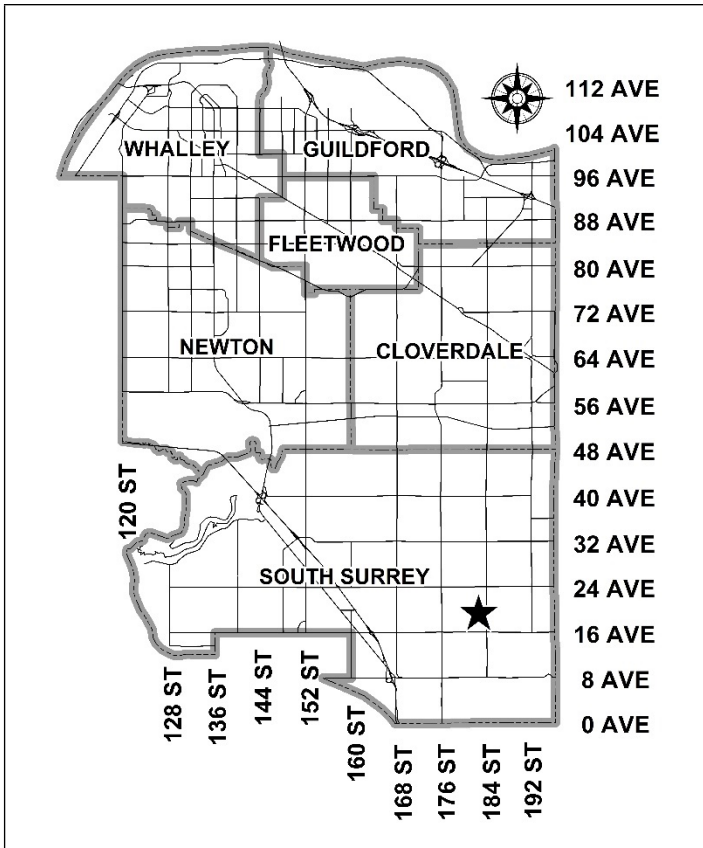 112 AVE
104 AVE
WHALLEY
GUILDFORD
96 AVE
88 AVE
FLEETWOOD
80 AVE
72 AVE
NEWTON
CLOVERDALE
64 AVE
56 AVE
48 AVE
120 ST
40 AVE
32 AVE
SOUTH SURREY
24 AVE
16 AVE
8 AVE
0 AVE
128 ST
136 ST
144 ST
152 ST
160 ST
168 ST
176 ST
184 ST
192 ST